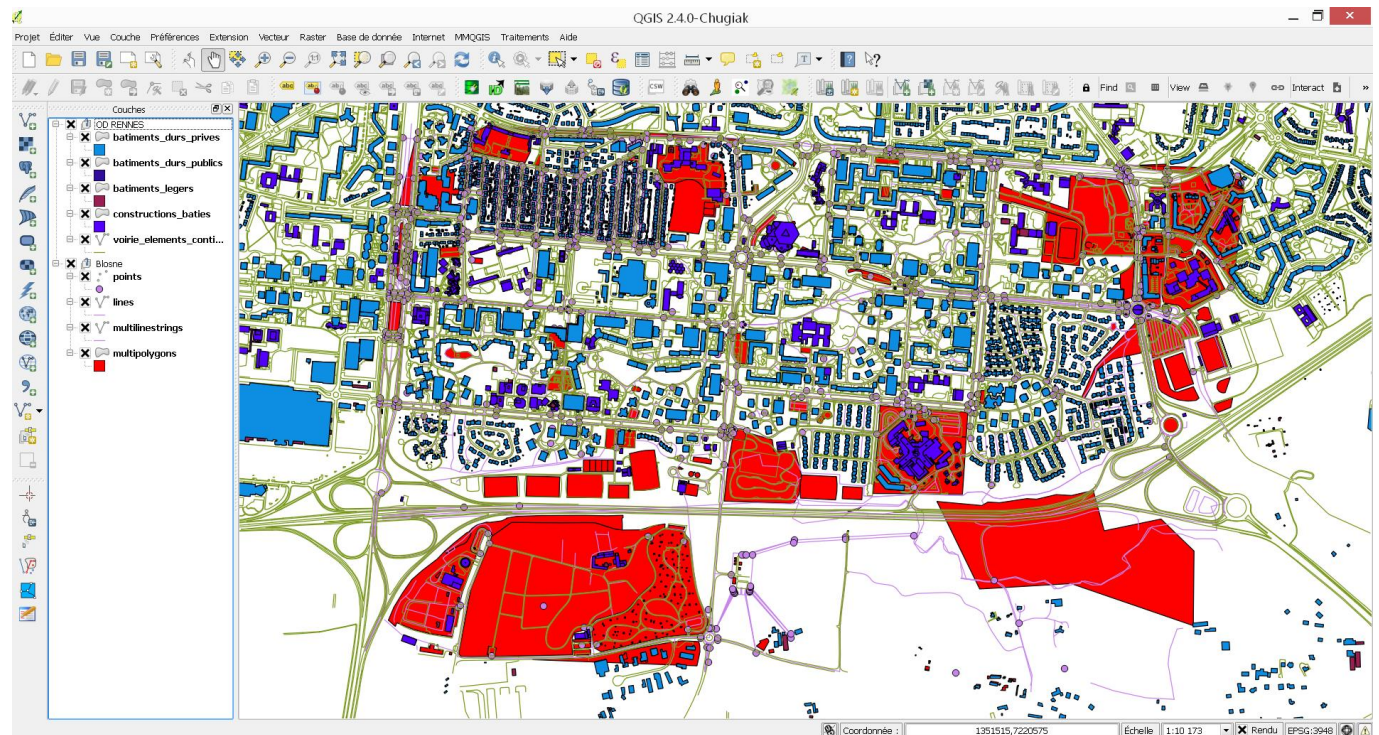 QGIS 2.4.0-Chugiak
Projet Éditer Vue Couche Préférences Extension Vecteur Raster Base de donnée Internet MMQGIS Traitements Aide
CSW Find View Interact »
Couches
OD RENNES
batiments_durs_prives
batiments_durs_publics
batiments_legers
constructions_baties
voirie_elements_conti...
Blosne
points
lines
multilinestrings
multipolygons
Coordonnée : 1351515,7220575 Échelle 1:10 173 Rendu EPSG:3948